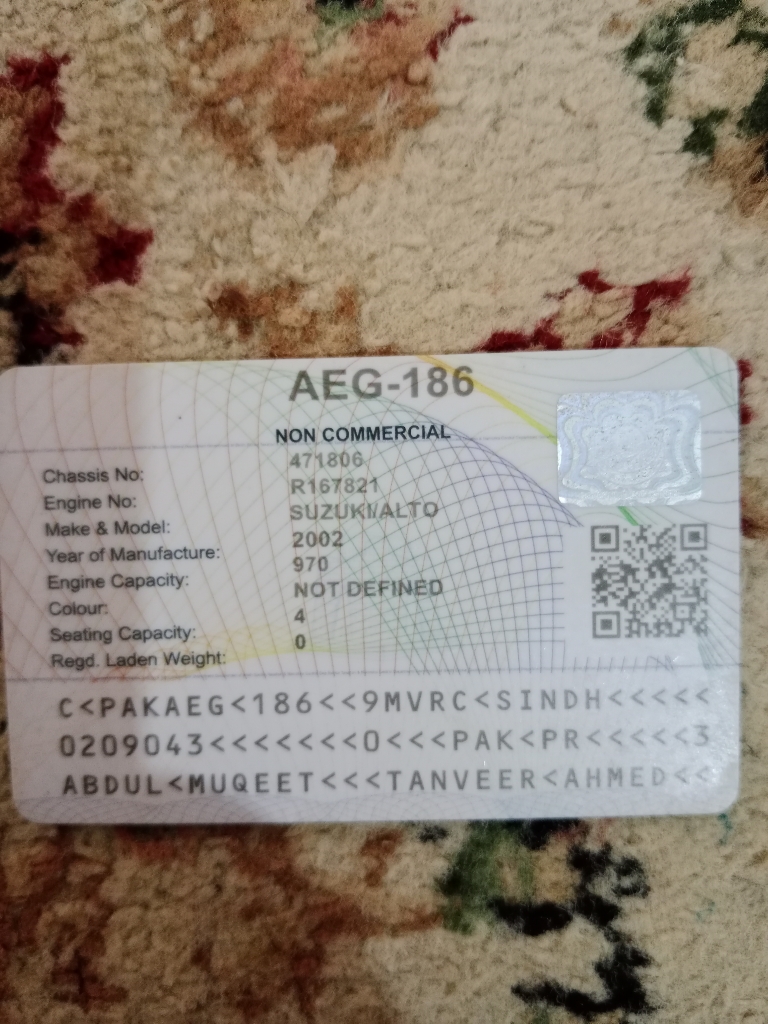 AEG-186
NON COMMERCIAL
Chassis No: 471806
Engine No: R167821
Make & Model: SUZUKI/ALTO
Year of Manufacture: 2002
Engine Capacity: 970
Colour: NOT DEFINED
Seating Capacity: 4
Regd. Laden Weight: 0
C<PAKAEG<186<<9MVRC<SINDH<<<<<
0209043<<<<<<<0<<<PAK<PR<<<<<3
ABDUL<MUQEET<<<TANVEER<AHMED<<